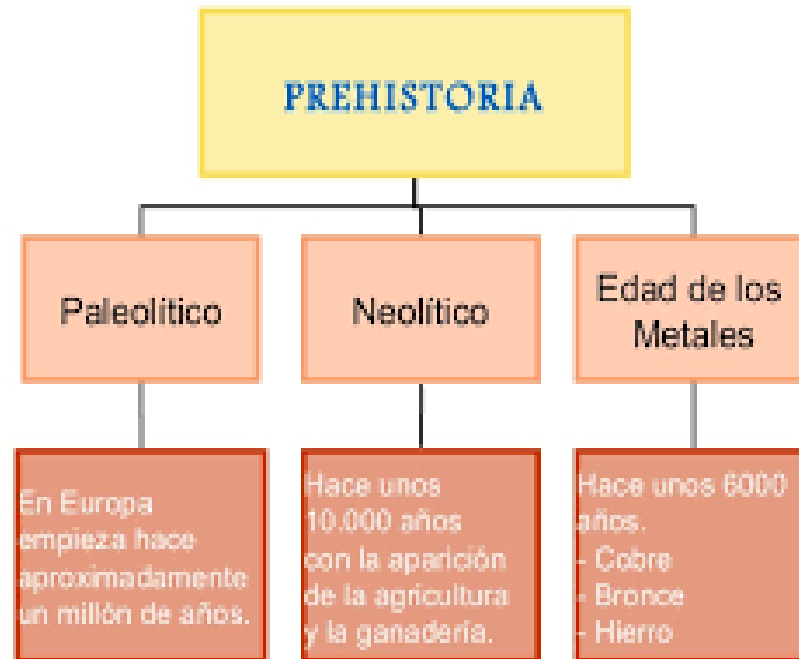 PREHISTORIA
Paleolítico
Neolítico
Edad de los
Metales
En Europa
empieza hace
aproximadamente
un millón de años.
Hace unos
10.000 años
con la aparición
de la agricultura
y la ganadería.
Hace unos 6000
años.
- Cobre
- Bronce
- Hierro